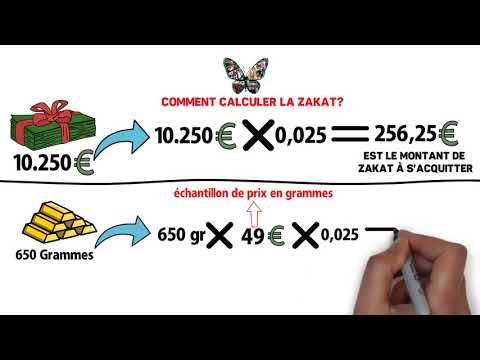 COMMENT CALCULER LA ZAKAT?
10.250€
10.250€ X 0,025 = 256,25€
EST LE MONTANT DE
ZAKAT À S'ACQUITTER
échantillon de prix en grammes
650 Grammes
650 gr X 49€ X 0,025